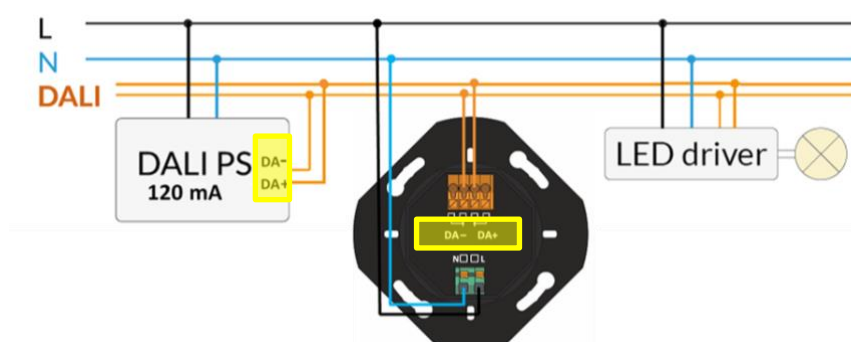 L
N
DALI
DALI PS
120 mA
DA-
DA+
LED driver
DA- DA+
N L